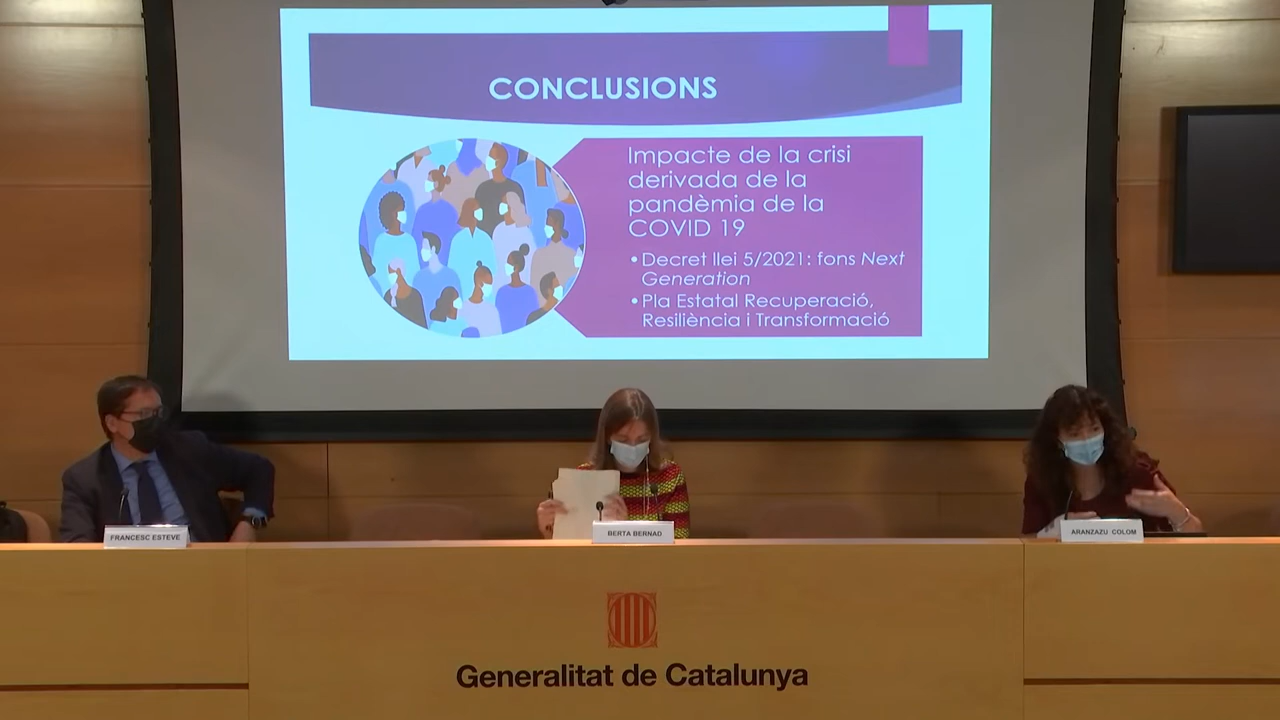 CONCLUSIONS
Impacte de la crisi
derivada de la
pandèmia de la
COVID 19
•Decret llei 5/2021: fons Next
Generation
•Pla Estatal Recuperació,
Resiliència i Transformació
FRANCESC ESTEVE
BERTA BERNAD
ARANZAZU COLOM
Generalitat de Catalunya